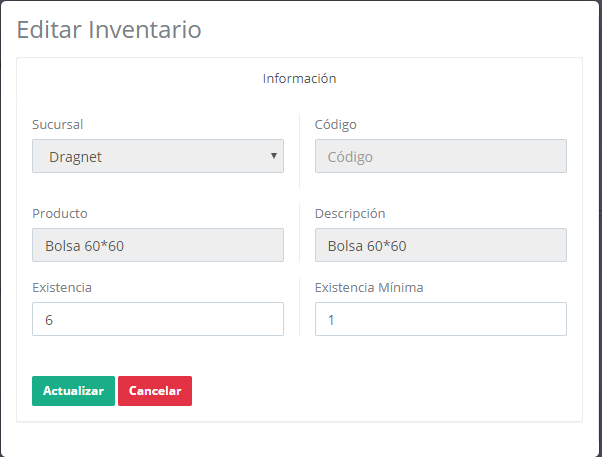 Editar Inventario
Información
Sucursal
Código
Dragnet
Código
Producto
Descripción
Bolsa 60*60
Bolsa 60*60
Existencia
Existencia Mínima
6
1
Actualizar
Cancelar